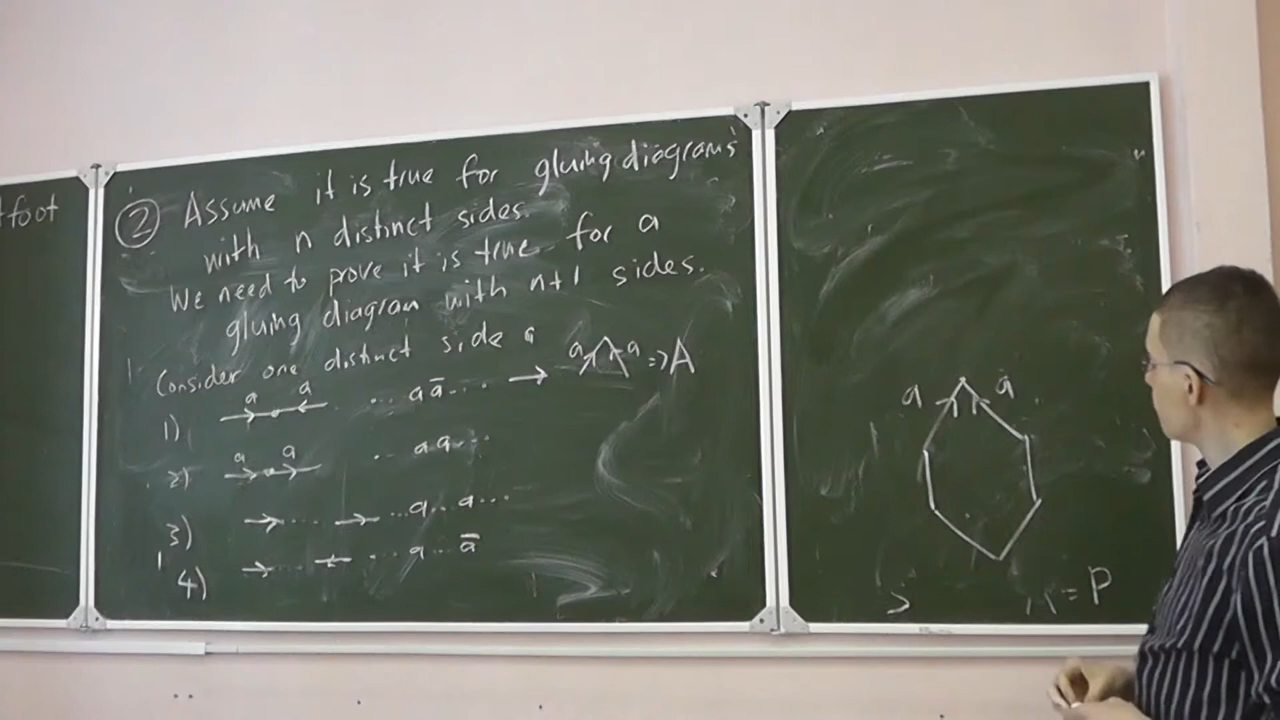 foot
② Assume it is true for gluing diagrams
with n distinct sides.
We need to prove it is true for a
gluing diagram with n+1 sides.
Consider one distinct side a
a a
1) ...a ā... → a a => A
a a
2) ...aa...
3) → ... → ...a...a...
4) → ... ← ...a...ā
a a
= P